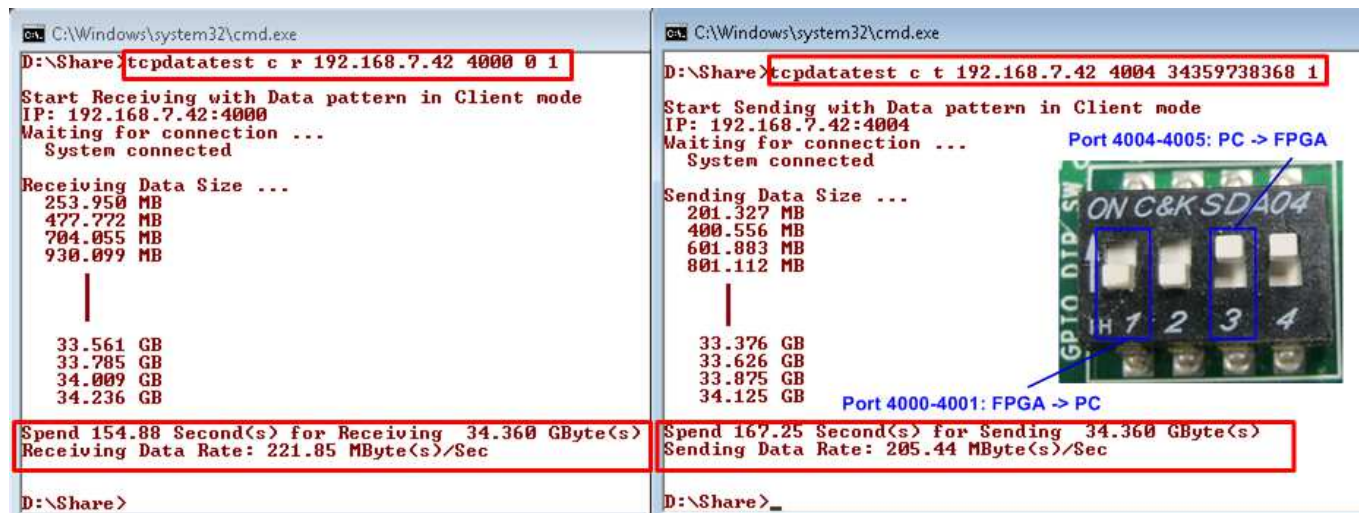 C:\Windows\system32\cmd.exe
D:\Share>tcpdatatest c r 192.168.7.42 4000 0 1
Start Receiving with Data pattern in Client mode
IP: 192.168.7.42:4000
Waiting for connection ...
System connected
Receiving Data Size ...
253.950 MB
477.772 MB
704.055 MB
930.099 MB
33.561 GB
33.785 GB
34.009 GB
34.236 GB
Spend 154.88 Second(s) for Receiving 34.360 GByte(s)
Receiving Data Rate: 221.85 MByte(s)/Sec
D:\Share>
C:\Windows\system32\cmd.exe
D:\Share>tcpdatatest c t 192.168.7.42 4004 34359738368 1
Start Sending with Data pattern in Client mode
IP: 192.168.7.42:4004
Waiting for connection ...
System connected
Sending Data Size ...
201.327 MB
400.556 MB
601.883 MB
801.112 MB
33.376 GB
33.626 GB
33.875 GB
34.125 GB
Spend 167.25 Second(s) for Sending 34.360 GByte(s)
Sending Data Rate: 205.44 MByte(s)/Sec
D:\Share>_
Port 4004-4005: PC -> FPGA
ON C&K SDA04
1 2 3 4
GPIO DIP SW
Port 4000-4001: FPGA -> PC